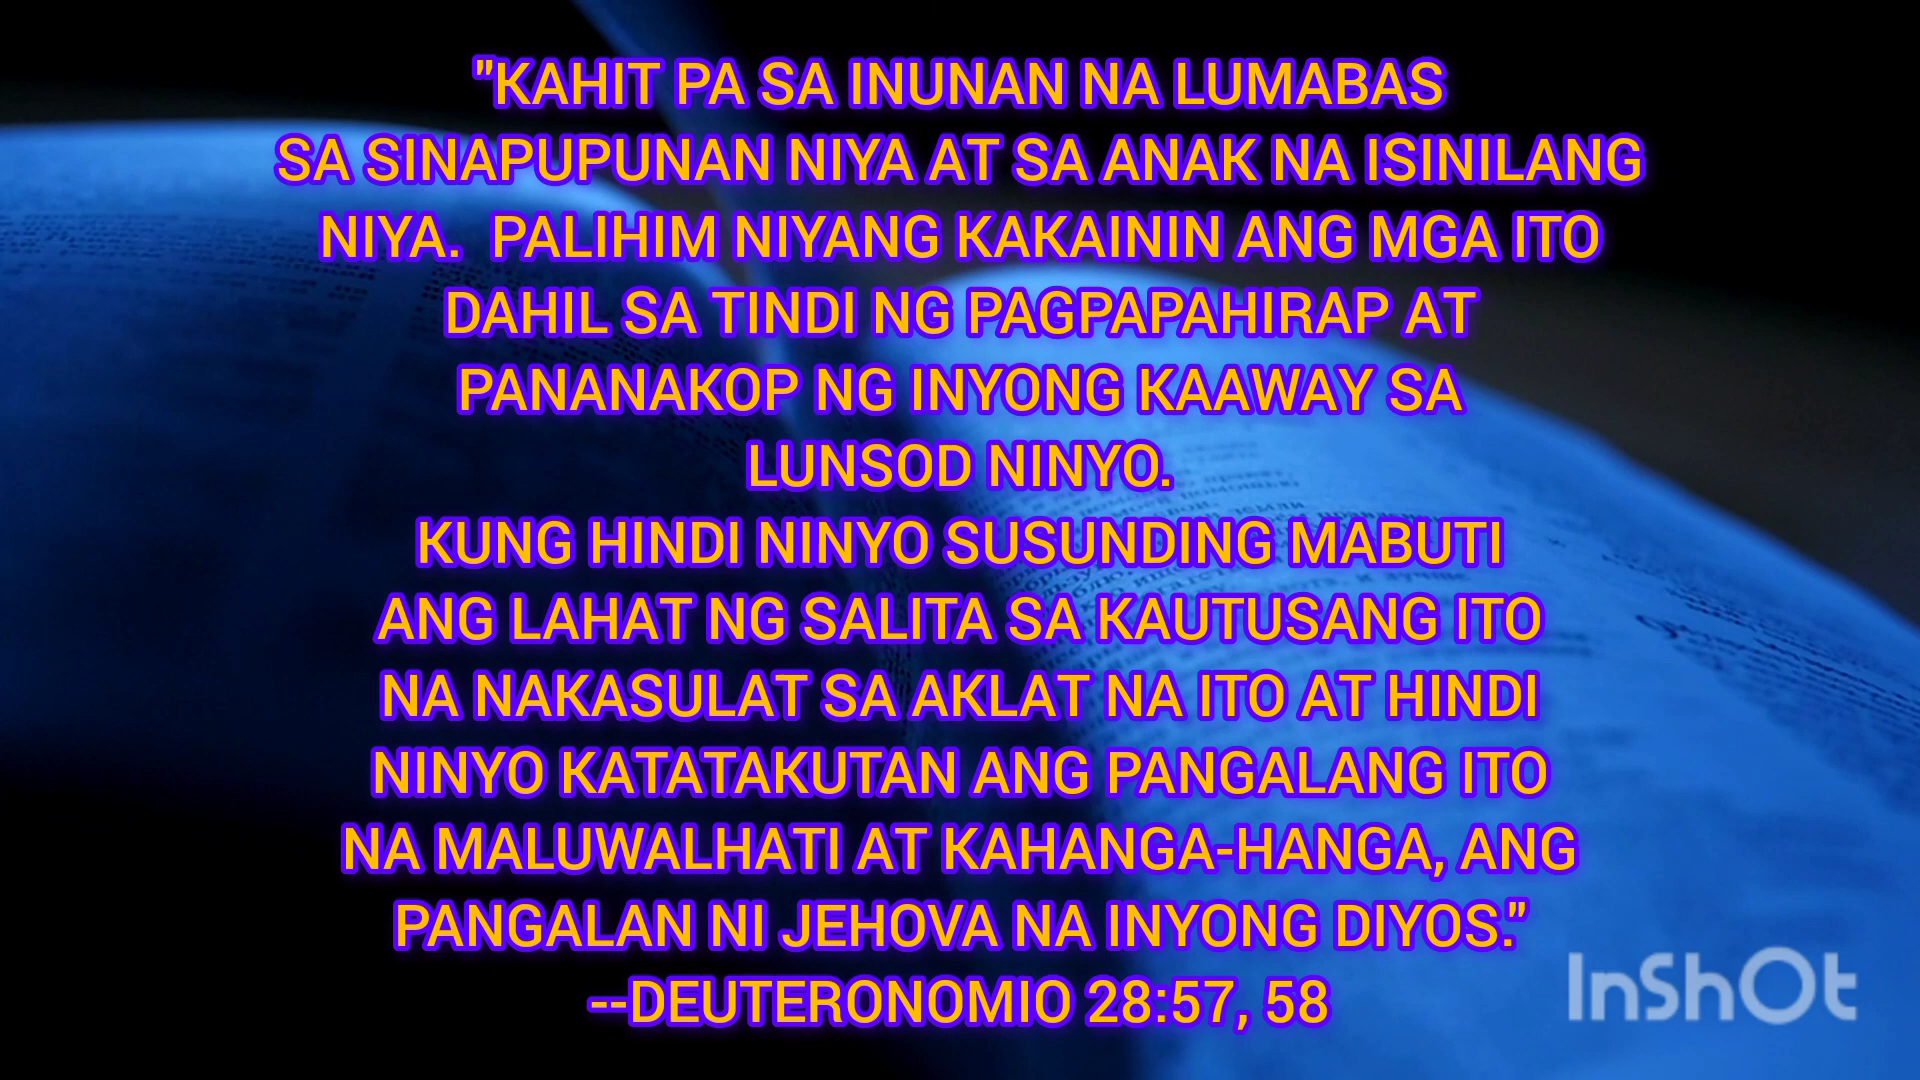 "KAHIT PA SA INUNAN NA LUMABAS
SA SINAPUPUNAN NIYA AT SA ANAK NA ISINILANG
NIYA.  PALIHIM NIYANG KAKAININ ANG MGA ITO
DAHIL SA TINDI NG PAGPAPAHIRAP AT
PANANAKOP NG INYONG KAAWAY SA
LUNSOD NINYO.
KUNG HINDI NINYO SUSUNDING MABUTI
ANG LAHAT NG SALITA SA KAUTUSANG ITO
NA NAKASULAT SA AKLAT NA ITO AT HINDI
NINYO KATATAKUTAN ANG PANGALANG ITO
NA MALUWALHATI AT KAHANGA-HANGA, ANG
PANGALAN NI JEHOVA NA INYONG DIYOS."
--DEUTERONOMIO 28:57, 58
InShOt